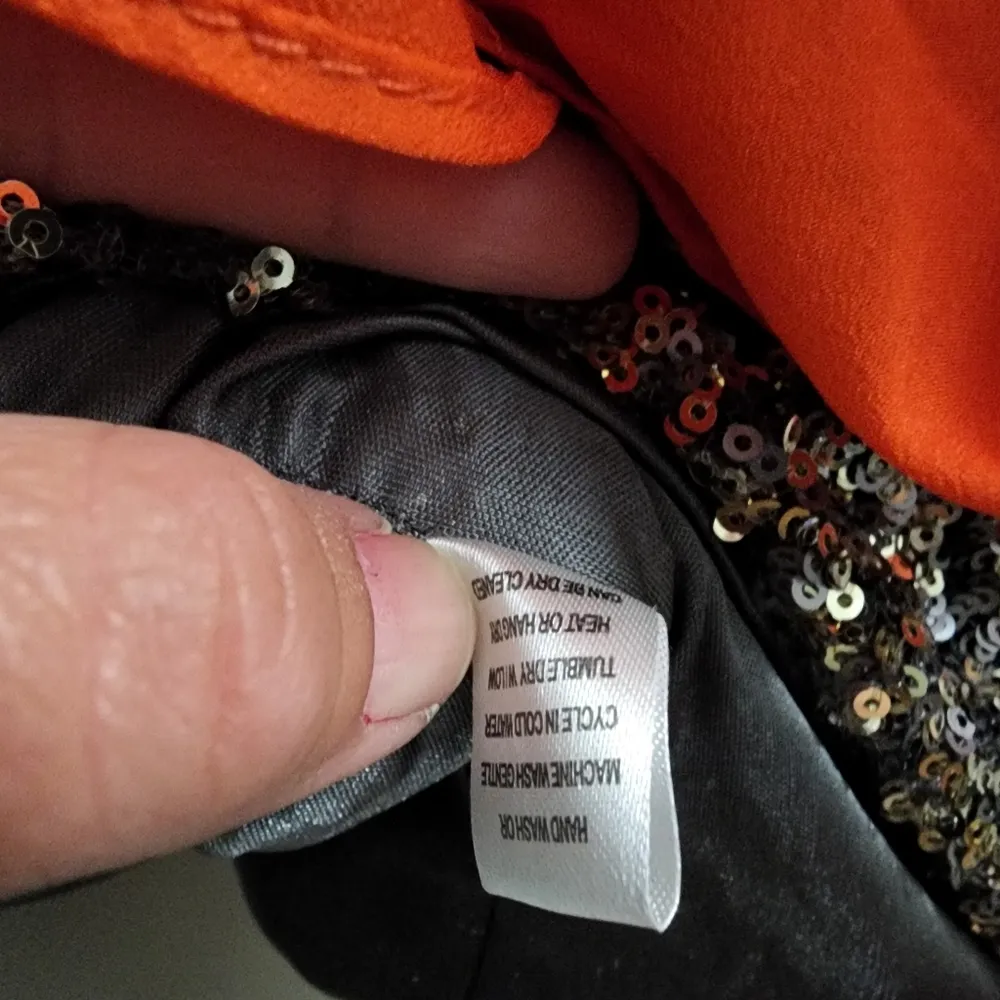 HAND WASH OR
MACHINE WASH GENTLE
CYCLE IN COLD WATER
TUMBLE DRY W LOW
HEAT OR HANG DRY
CAN BE DRY CLEANED